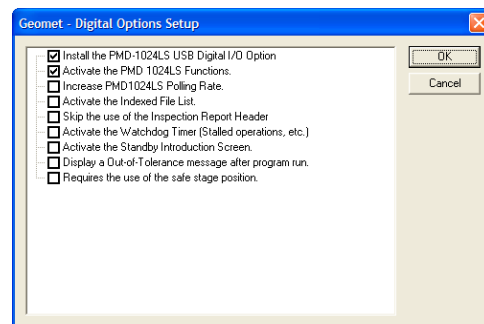 Geomet - Digital Options Setup
Install the PMD-1024LS USB Digital I/O Option
Activate the PMD 1024LS Functions.
Increase PMD1024LS Polling Rate.
Activate the Indexed File List.
Skip the use of the Inspection Report Header
Activate the Watchdog Timer (Stalled operations, etc.)
Activate the Standby Introduction Screen.
Display a Out-of-Tolerance message after program run.
Requires the use of the safe stage position.
OK
Cancel